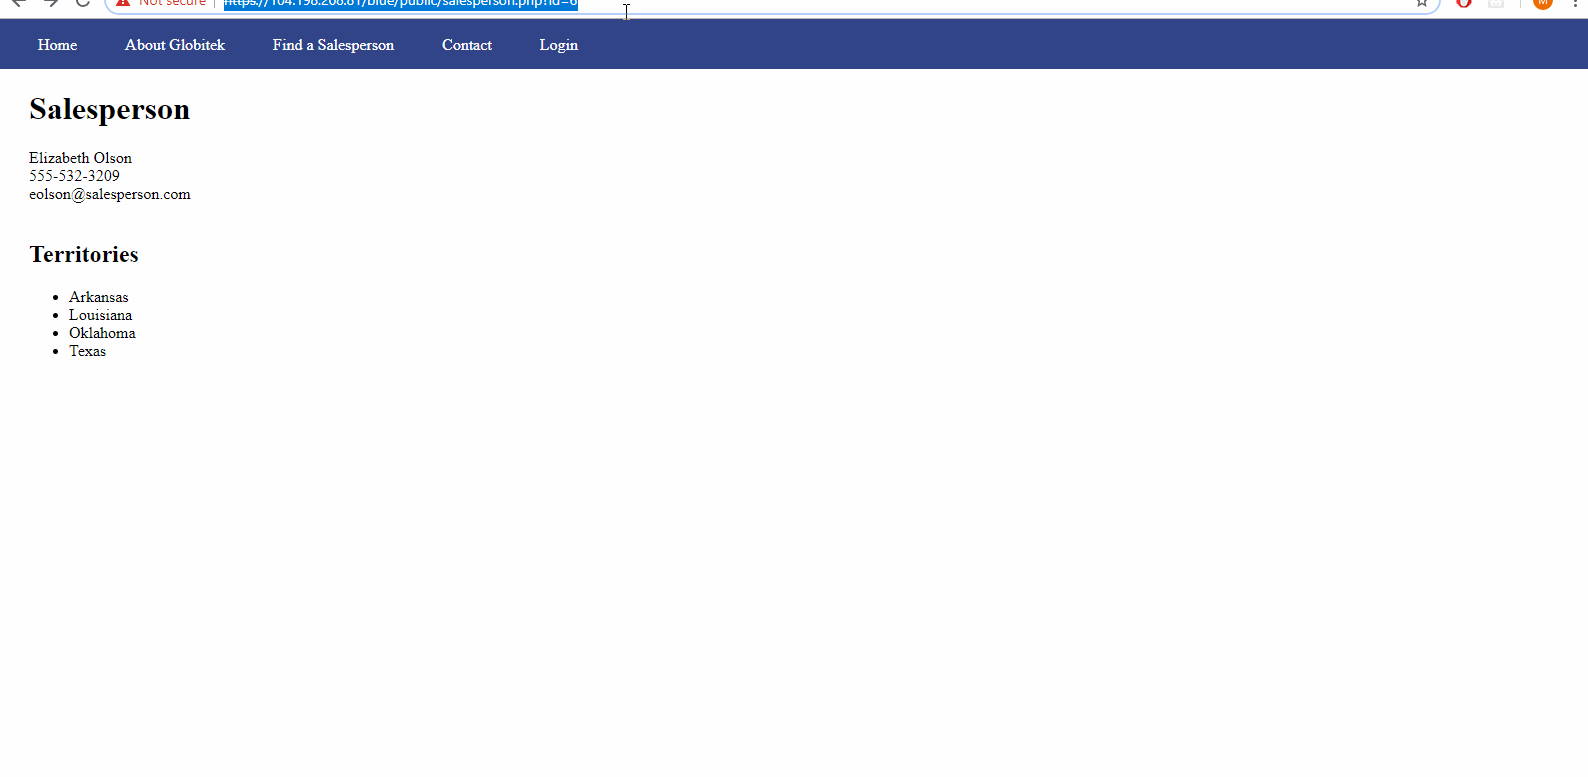 Not secure https://104.198.208.81/blue/public/salesperson.php?id=6
Home About Globitek Find a Salesperson Contact Login
Salesperson
Elizabeth Olson
555-532-3209
eolson@salesperson.com
Territories
Arkansas
Louisiana
Oklahoma
Texas